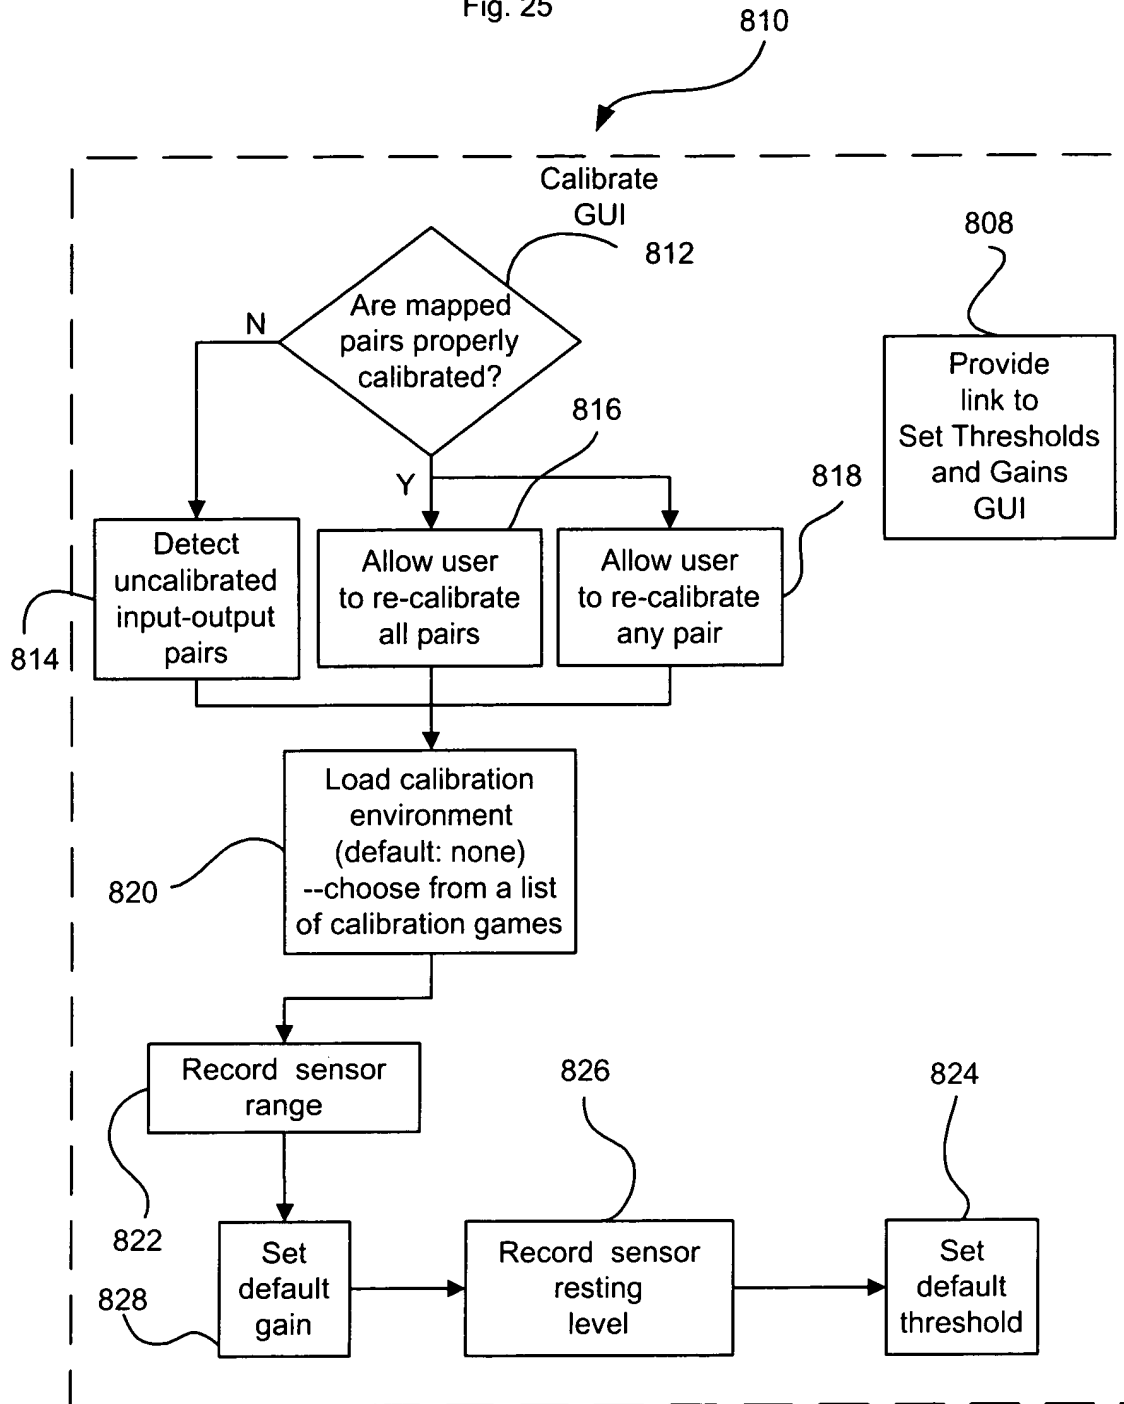 Fig. 25
810
Calibrate
GUI
812
808
Are mapped
pairs properly
calibrated?
N
Y
816
818
Provide
link to
Set Thresholds
and Gains
GUI
Detect
uncalibrated
input-output
pairs
814
Allow user
to re-calibrate
all pairs
Allow user
to re-calibrate
any pair
Load calibration
environment
(default: none)
--choose from a list
of calibration games
820
Record sensor
range
822
826
824
Set
default
gain
828
Record sensor
resting
level
Set
default
threshold